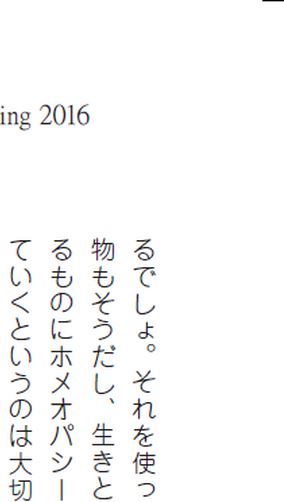 ing 2016
るでしょ。それを使っ
物もそうだし、生きと
るものにホメオパシー
ていくというのは大切